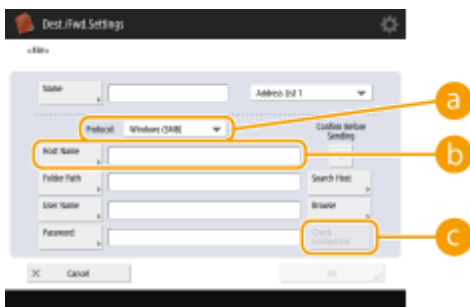 Dest./Fwd.Settings
<File>
Name
Address List 1
Protocol: Windows (SMB)
Confirm Before
Sending
Host Name
Folder Path
Search Host
User Name
Browse
Password
Check
Connection
× Cancel
OK
a
b
c